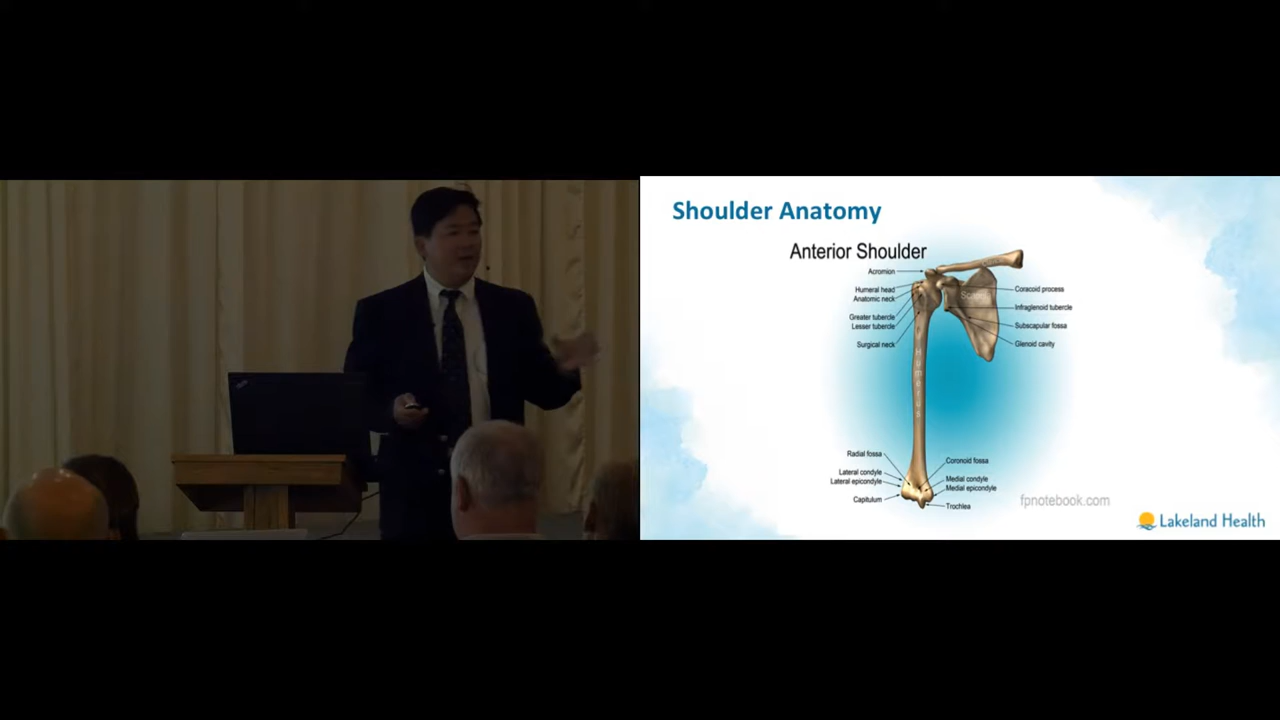 Shoulder Anatomy
Anterior Shoulder
Acromion
Humeral head
Anatomic neck
Greater tubercle
Lesser tubercle
Surgical neck
Coracoid process
Infraglenoid tubercle
Subscapular fossa
Glenoid cavity
Humerus
Radial fossa
Lateral condyle
Lateral epicondyle
Capitulum
Coronoid fossa
Medial condyle
Medial epicondyle
Trochlea
fpnotebook.com
Lakeland Health